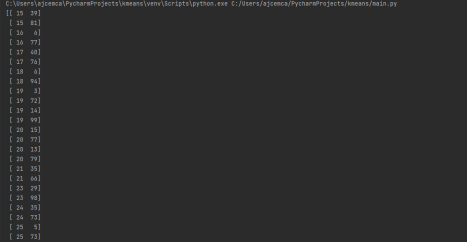 C:\Users\ajcemca\PycharmProjects\kmeans\venv\Scripts\python.exe C:/Users/ajcemca/PycharmProjects/kmeans/main.py
[[ 15  39]
 [ 15  81]
 [ 16   6]
 [ 16  77]
 [ 17  40]
 [ 17  76]
 [ 18   6]
 [ 18  94]
 [ 19   3]
 [ 19  72]
 [ 19  14]
 [ 19  99]
 [ 20  15]
 [ 20  77]
 [ 20  13]
 [ 20  79]
 [ 21  35]
 [ 21  66]
 [ 23  29]
 [ 23  98]
 [ 24  35]
 [ 24  73]
 [ 25   5]
 [ 25  73]